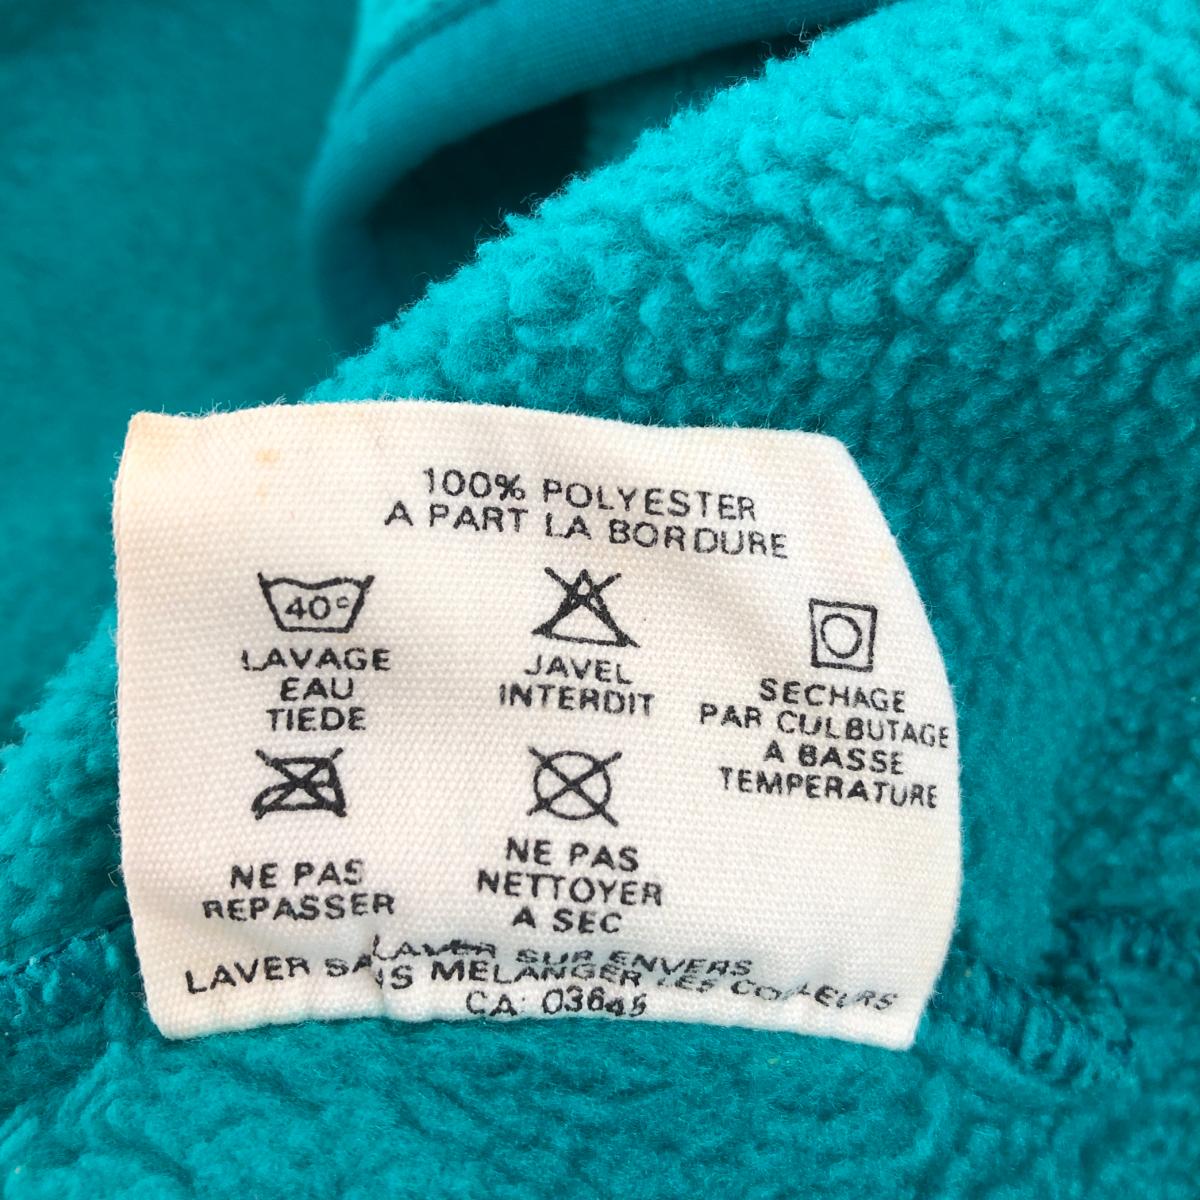 100% POLYESTER
A PART LA BORDURE
40°
LAVAGE
EAU
TIEDE
JAVEL
INTERDIT
SECHAGE
PAR CULBUTAGE
A BASSE
TEMPERATURE
NE PAS
REPASSER
NE PAS
NETTOYER
A SEC
LAVER SUR ENVERS
LAVER SANS MELANGER LES COULEURS
CA: 03645